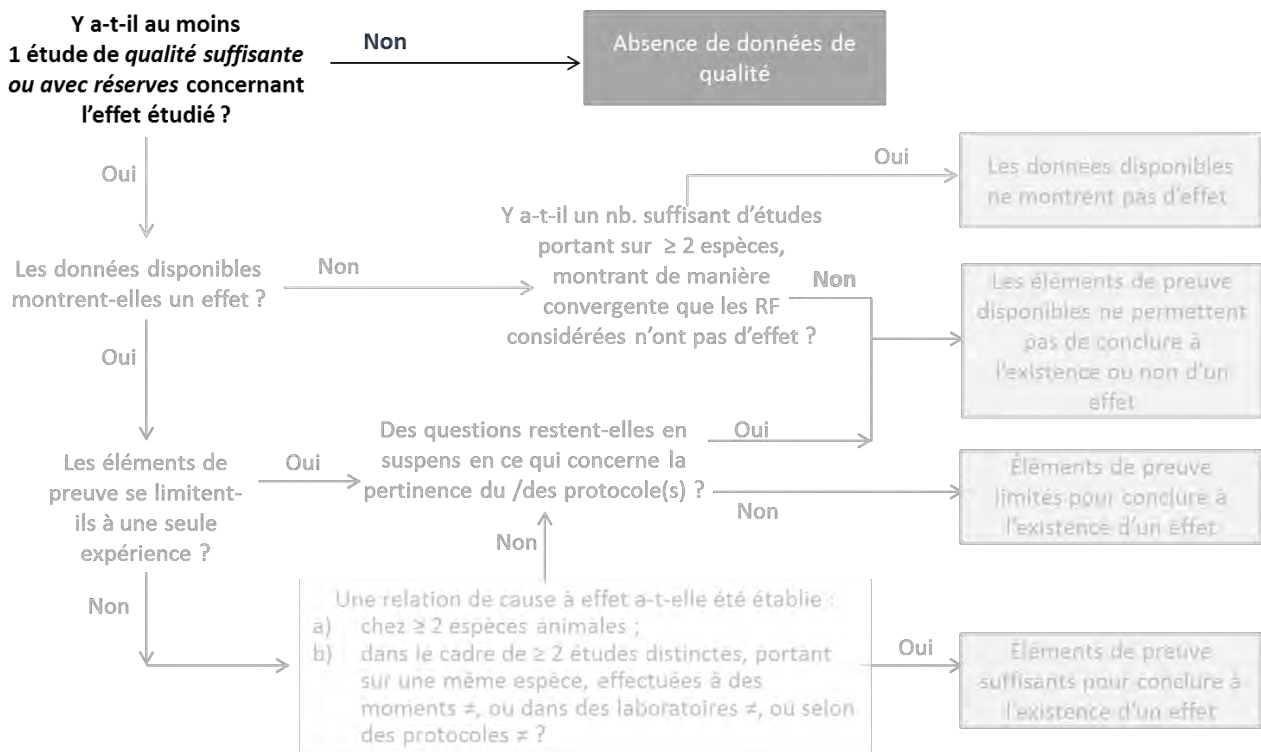 Y a-t-il au moins
1 étude de qualité suffisante
ou avec réserves concernant
l'effet étudié ?
Non
Absence de données de
qualité
Oui
Oui
Les données disponibles
ne montrent pas d'effet
Y a-t-il un nb. suffisant d'études
portant sur ≥ 2 espèces,
montrant de manière
convergente que les RF
considérées n'ont pas d'effet ?
Les données disponibles
montrent-elles un effet ?
Non
Non
Les éléments de preuve
disponibles ne permettent
pas de conclure à
l'existence ou non d'un
effet
Oui
Des questions restent-elles en
suspens en ce qui concerne la
pertinence du /des protocole(s) ?
Oui
Les éléments de
preuve se limitent-
ils à une seule
expérience ?
Oui
Non
Éléments de preuve
limités pour conclure à
l'existence d'un effet
Non
Non
Une relation de cause à effet a-t-elle été établie :
a) chez ≥ 2 espèces animales ;
b) dans le cadre de ≥ 2 études distinctes, portant
sur une même espèce, effectuées à des
moments ≠, ou dans des laboratoires ≠, ou selon
des protocoles ≠ ?
Oui
Éléments de preuve
suffisants pour conclure à
l'existence d'un effet